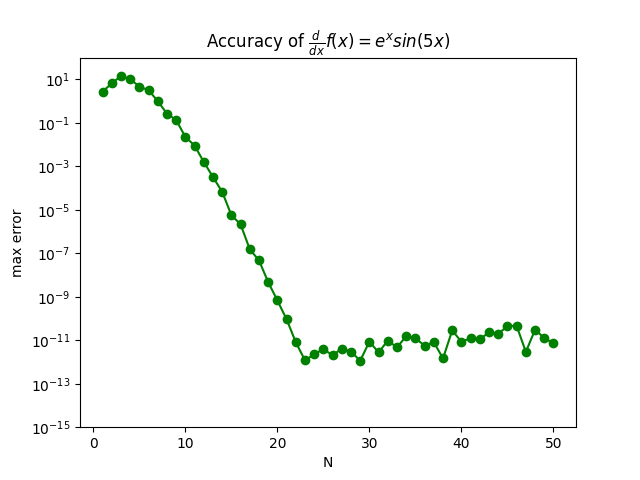 Accuracy of $\frac{d}{dx}f(x) = e^x sin(5x)$
max error
10^1
10^{-1}
10^{-3}
10^{-5}
10^{-7}
10^{-9}
10^{-11}
10^{-13}
10^{-15}
0 10 20 30 40 50
N